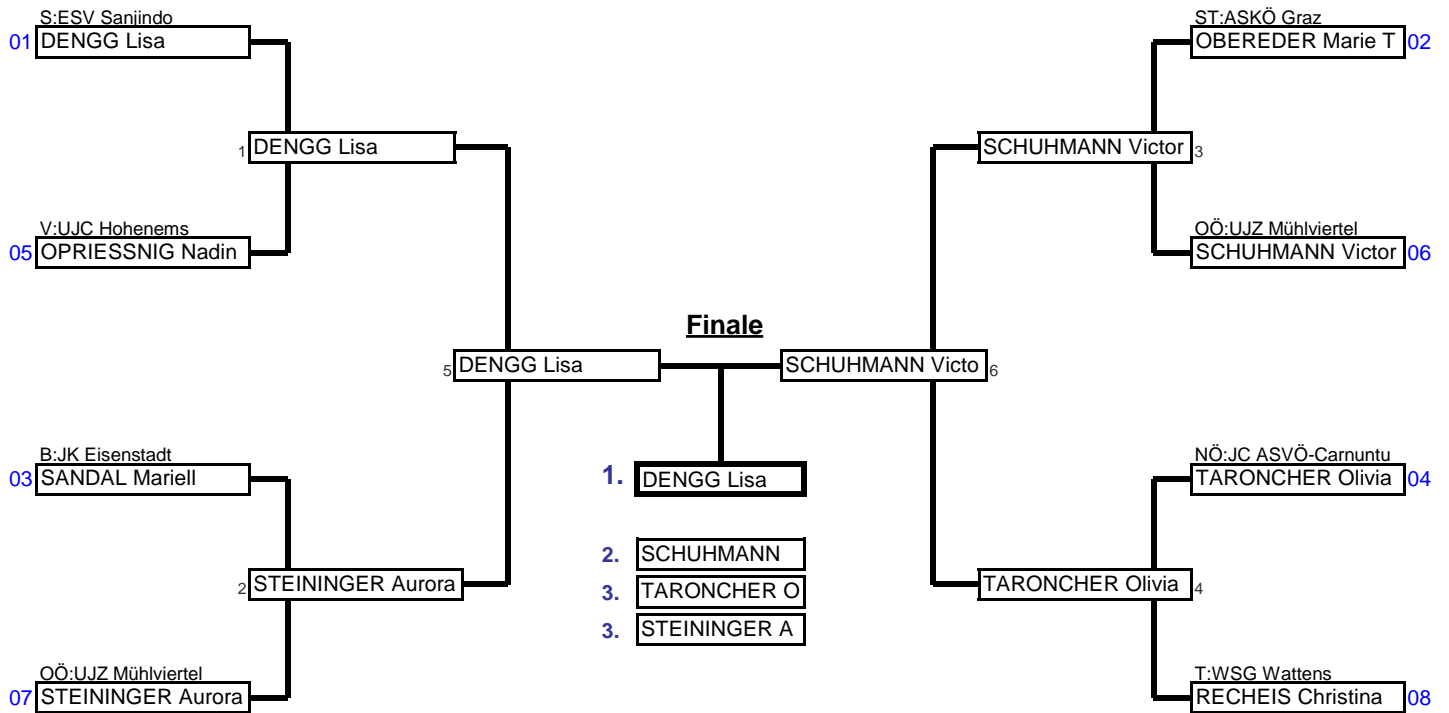 S:ESV Sanjindo
01 DENGG Lisa
ST:ASKÖ Graz
OBEREDER Marie T 02
1 DENGG Lisa
SCHUHMANN Victor 3
V:UJC Hohenems
05 OPRIESSNIG Nadin
OÖ:UJZ Mühlviertel
SCHUHMANN Victor 06
Finale
5 DENGG Lisa
SCHUHMANN Victo 6
B:JK Eisenstadt
03 SANDAL Mariell
1. DENGG Lisa
NÖ:JC ASVÖ-Carnuntu
TARONCHER Olivia 04
2. SCHUHMANN
3. TARONCHER O
3. STEININGER A
2 STEININGER Aurora
TARONCHER Olivia 4
OÖ:UJZ Mühlviertel
07 STEININGER Aurora
T:WSG Wattens
RECHEIS Christina 08